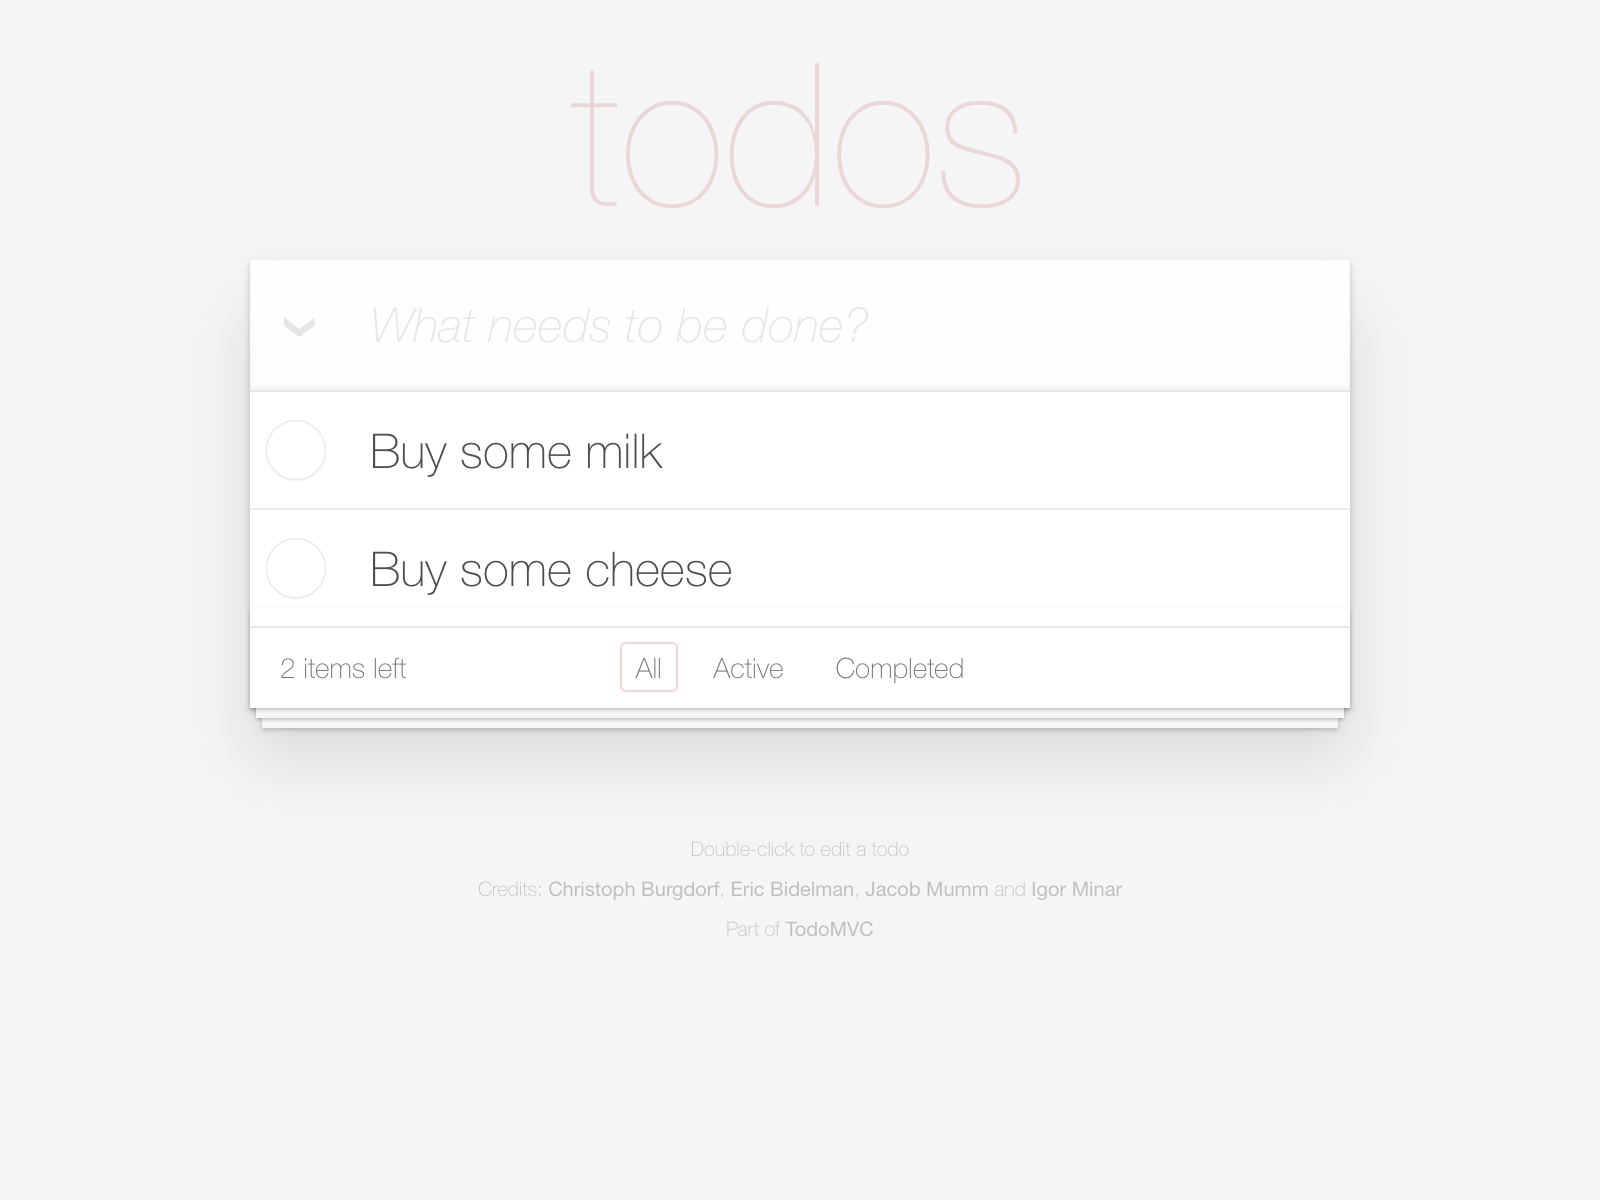 todos
What needs to be done?
Buy some milk
Buy some cheese
2 items left All Active Completed
Double-click to edit a todo
Credits: Christoph Burgdorf, Eric Bidelman, Jacob Mumm and Igor Minar
Part of TodoMVC